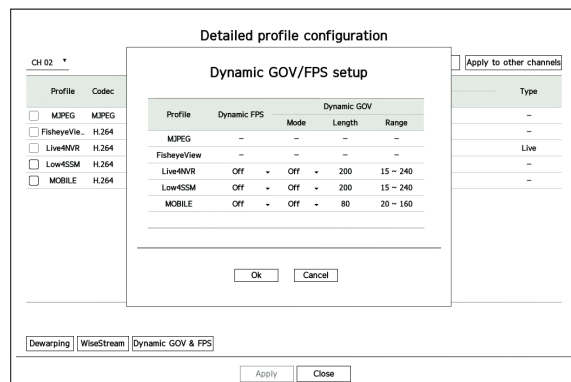 Detailed profile configuration
CH 02
Apply to other channels
Profile Codec Type
MJPEG MJPEG –
FisheyeVie... H.264 –
Live4NVR H.264 Live
Low4SSM H.264 –
MOBILE H.264 –
Dynamic GOV/FPS setup
Profile Dynamic FPS Dynamic GOV
Mode Length Range
MJPEG – – – –
FisheyeView – – – –
Live4NVR Off Off 200 15 ~ 240
Low4SSM Off Off 200 15 ~ 240
MOBILE Off Off 80 20 ~ 160
Ok Cancel
Dewarping WiseStream Dynamic GOV & FPS
Apply Close